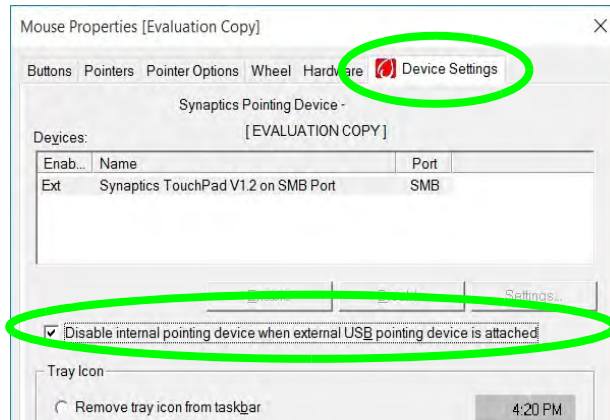 Mouse Properties [Evaluation Copy]
Buttons Pointers Pointer Options Wheel Hardware Device Settings
Synaptics Pointing Device -
[EVALUATION COPY]
Devices:
Enab... Name Port
Ext Synaptics TouchPad V1.2 on SMB Port SMB
Settings...
Disable internal pointing device when external USB pointing device is attached
Tray Icon
Remove tray icon from taskbar
4:20 PM